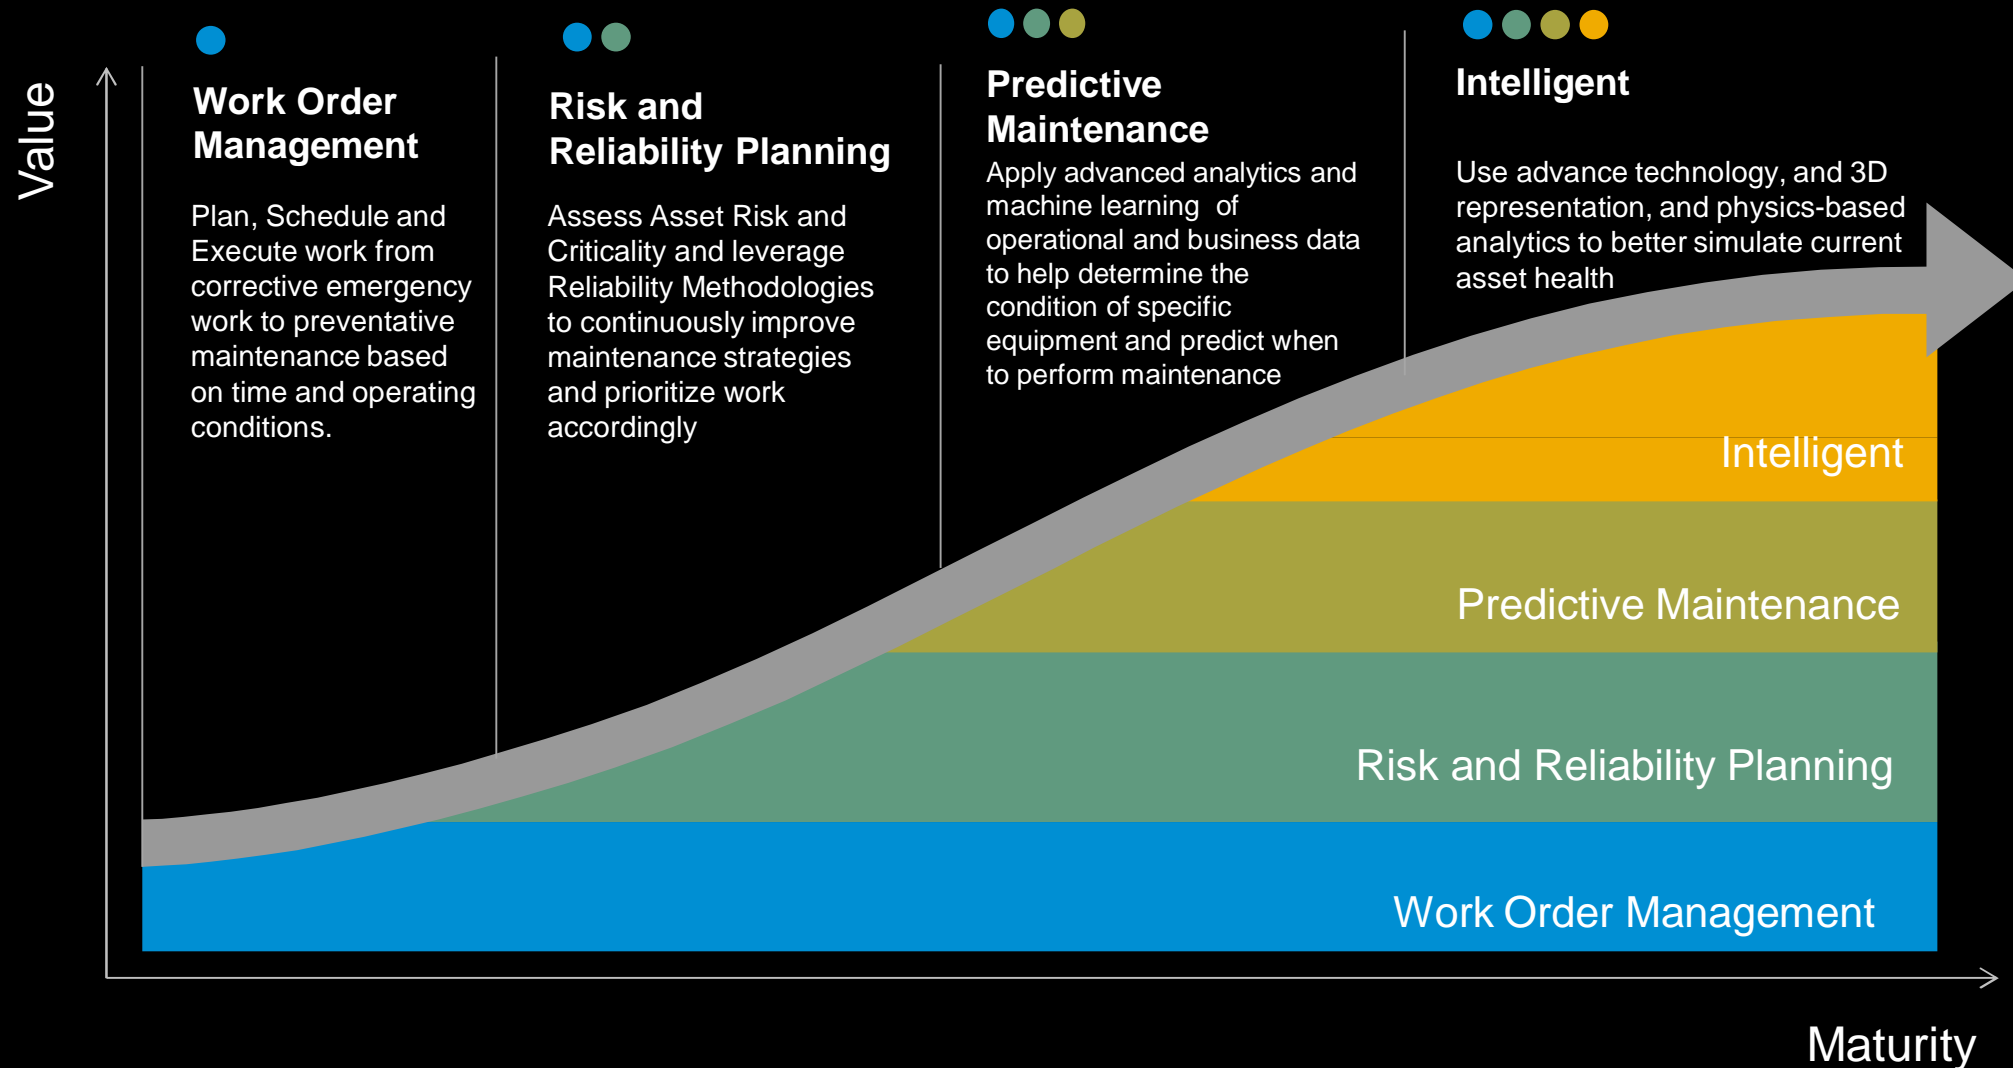 Value
Work Order
Management
Plan, Schedule and
Execute work from
corrective emergency
work to preventative
maintenance based
on time and operating
conditions.
Risk and
Reliability Planning
Assess Asset Risk and
Criticality and leverage
Reliability Methodologies
to continuously improve
maintenance strategies
and prioritize work
accordingly
Predictive
Maintenance
Apply advanced analytics and
machine learning of
operational and business data
to help determine the
condition of specific
equipment and predict when
to perform maintenance
Intelligent
Use advance technology, and 3D
representation, and physics-based
analytics to better simulate current
asset health
Intelligent
Predictive Maintenance
Risk and Reliability Planning
Work Order Management
Maturity